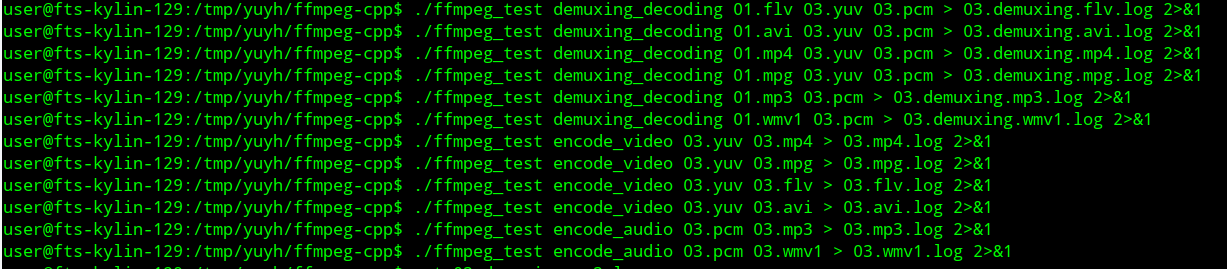 user@fts-kylin-129:/tmp/yuyh/ffmpeg-cpp$ ./ffmpeg_test demuxing_decoding 01.flv 03.yuv 03.pcm > 03.demuxing.flv.log 2>&1
user@fts-kylin-129:/tmp/yuyh/ffmpeg-cpp$ ./ffmpeg_test demuxing_decoding 01.avi 03.yuv 03.pcm > 03.demuxing.avi.log 2>&1
user@fts-kylin-129:/tmp/yuyh/ffmpeg-cpp$ ./ffmpeg_test demuxing_decoding 01.mp4 03.yuv 03.pcm > 03.demuxing.mp4.log 2>&1
user@fts-kylin-129:/tmp/yuyh/ffmpeg-cpp$ ./ffmpeg_test demuxing_decoding 01.mpg 03.yuv 03.pcm > 03.demuxing.mpg.log 2>&1
user@fts-kylin-129:/tmp/yuyh/ffmpeg-cpp$ ./ffmpeg_test demuxing_decoding 01.mp3 03.pcm > 03.demuxing.mp3.log 2>&1
user@fts-kylin-129:/tmp/yuyh/ffmpeg-cpp$ ./ffmpeg_test demuxing_decoding 01.wmv1 03.pcm > 03.demuxing.wmv1.log 2>&1
user@fts-kylin-129:/tmp/yuyh/ffmpeg-cpp$ ./ffmpeg_test encode_video 03.yuv 03.mp4 > 03.mp4.log 2>&1
user@fts-kylin-129:/tmp/yuyh/ffmpeg-cpp$ ./ffmpeg_test encode_video 03.yuv 03.mpg > 03.mpg.log 2>&1
user@fts-kylin-129:/tmp/yuyh/ffmpeg-cpp$ ./ffmpeg_test encode_video 03.yuv 03.flv > 03.flv.log 2>&1
user@fts-kylin-129:/tmp/yuyh/ffmpeg-cpp$ ./ffmpeg_test encode_video 03.yuv 03.avi > 03.avi.log 2>&1
user@fts-kylin-129:/tmp/yuyh/ffmpeg-cpp$ ./ffmpeg_test encode_audio 03.pcm 03.mp3 > 03.mp3.log 2>&1
user@fts-kylin-129:/tmp/yuyh/ffmpeg-cpp$ ./ffmpeg_test encode_audio 03.pcm 03.wmv1 > 03.wmv1.log 2>&1